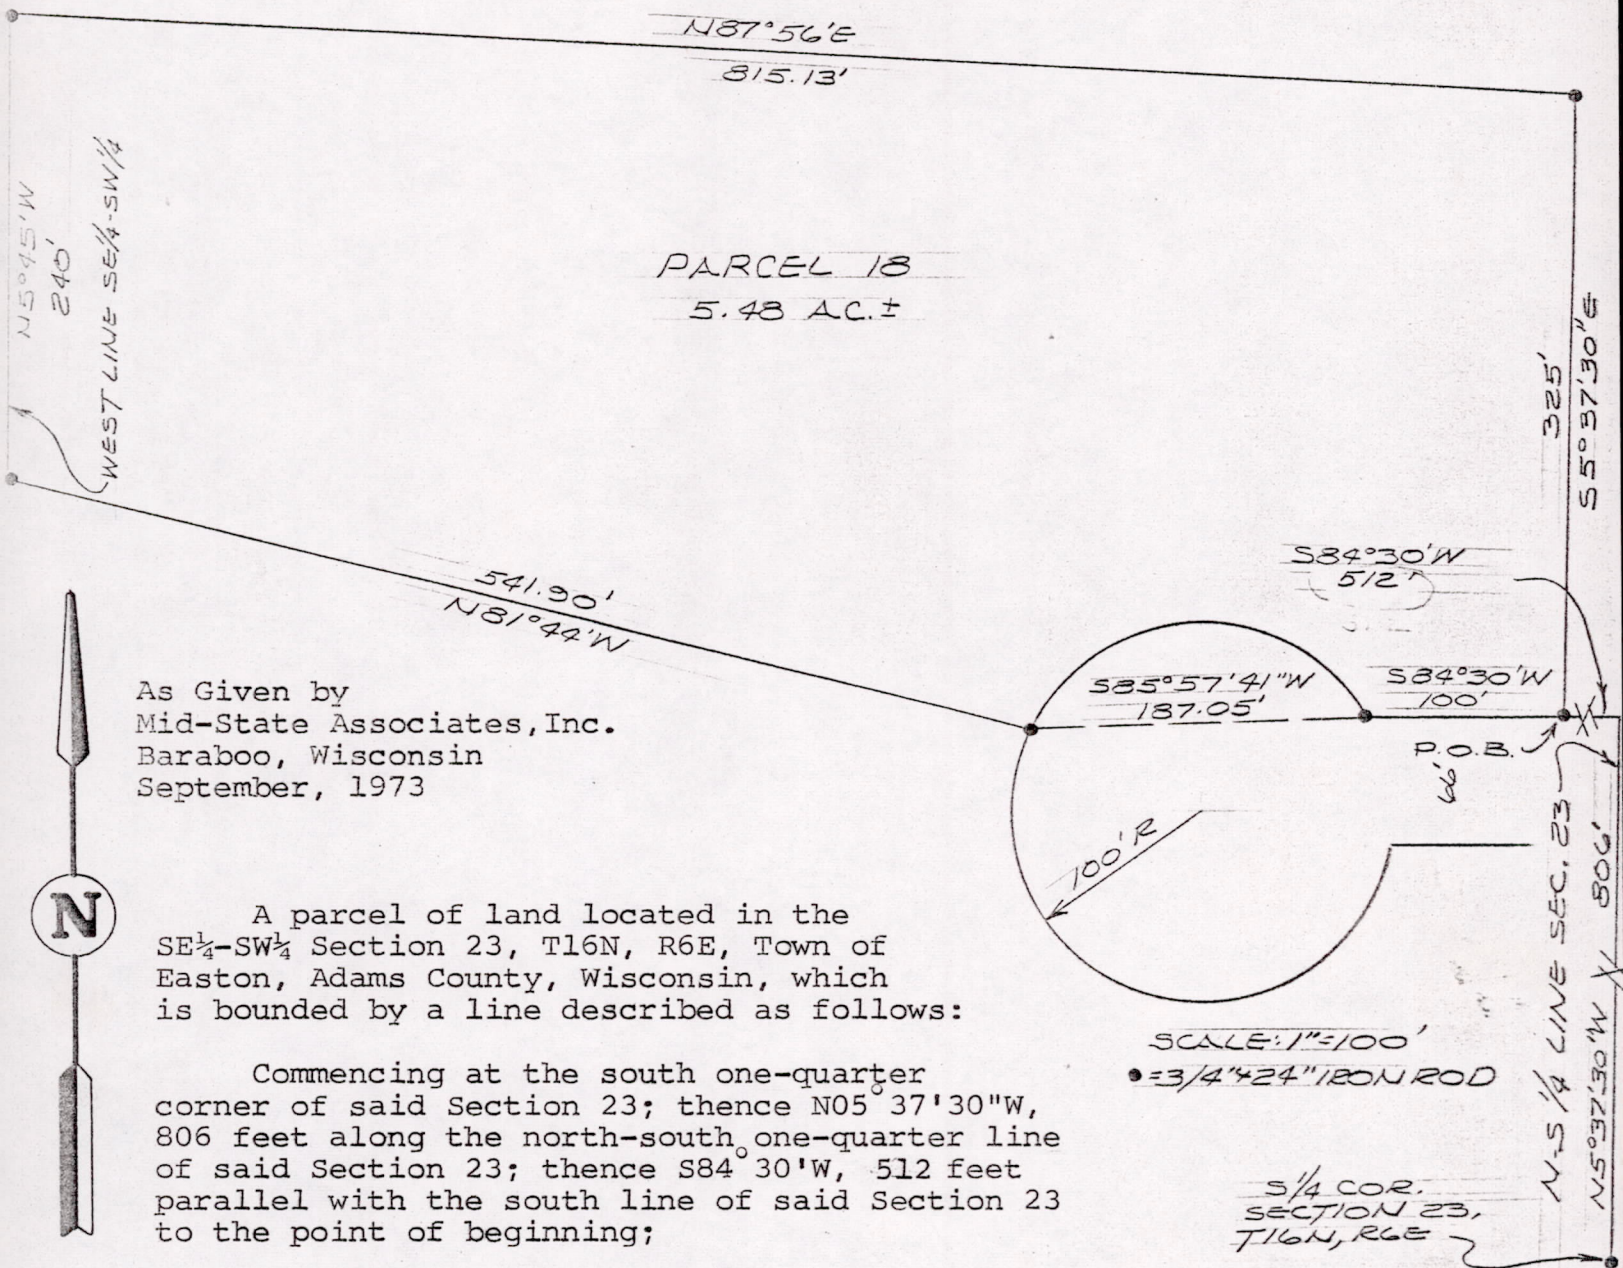 N87°56'E
815.13'
N5°45'W
240'
WEST LINE SE1/4-SW1/4
PARCEL 18
5.48 AC.±
325'
S5°37'30"E
S84°30'W
512'
541.90'
N81°44'W
S85°57'41"W
187.05'
S84°30'W
100'
P.O.B.
66'
100'R
As Given by
Mid-State Associates,Inc.
Baraboo, Wisconsin
September, 1973
N
A parcel of land located in the
SE¼-SW¼ Section 23, T16N, R6E, Town of
Easton, Adams County, Wisconsin, which
is bounded by a line described as follows:
Commencing at the south one-quarter
corner of said Section 23; thence N05°37'30"W,
806 feet along the north-south one-quarter line
of said Section 23; thence S84°30'W, 512 feet
parallel with the south line of said Section 23
to the point of beginning;
SCALE: 1"=100'
•=3/4"x24" IRON ROD
N-S 1/4 LINE SEC. 23
N5°37'30"W 806'
S1/4 COR.
SECTION 23,
T16N, R6E